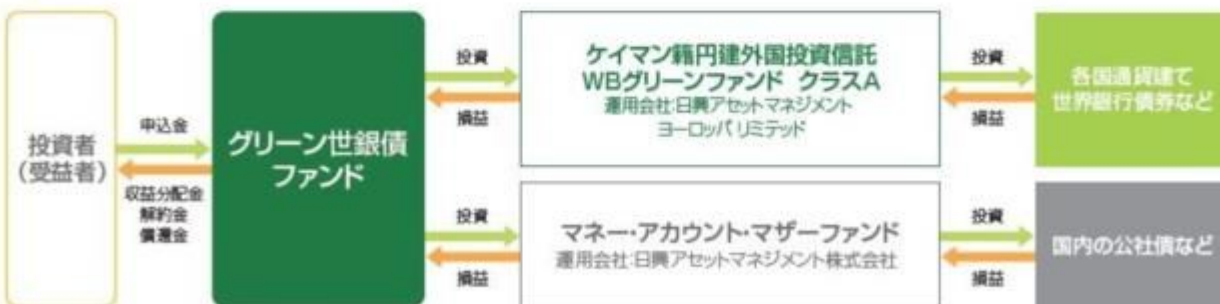 投資者
(受益者)
申込金
収益分配金
解約金
償還金
グリーン世銀債
ファンド
投資
損益
ケイマン籍円建外国投資信託
WBグリーンファンド クラスA
運用会社:日興アセットマネジメント
ヨーロッパ リミテッド
投資
損益
各国通貨建て
世界銀行債券など
投資
損益
マネー・アカウント・マザーファンド
運用会社:日興アセットマネジメント株式会社
投資
損益
国内の公社債など